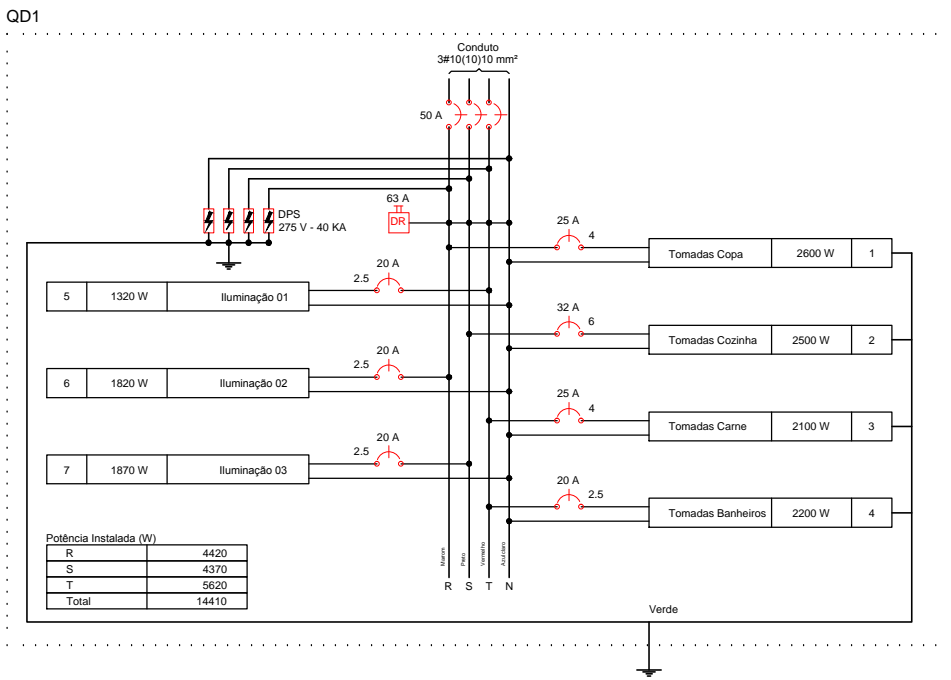 QD1
Conduto
3#10(10)10 mm²
50 A
DPS
275 V - 40 KA
63 A
DR
25 A
4
Tomadas Copa 2600 W 1
20 A
2.5
5 1320 W Iluminação 01
32 A
6
Tomadas Cozinha 2500 W 2
20 A
2.5
6 1820 W Iluminação 02
25 A
4
Tomadas Carne 2100 W 3
20 A
2.5
7 1870 W Iluminação 03
20 A
2.5
Tomadas Banheiros 2200 W 4
Potência Instalada (W)
R 4420
S 4370
T 5620
Total 14410
Marrom
Preto
Vermelho
Azul claro
R S T N
Verde